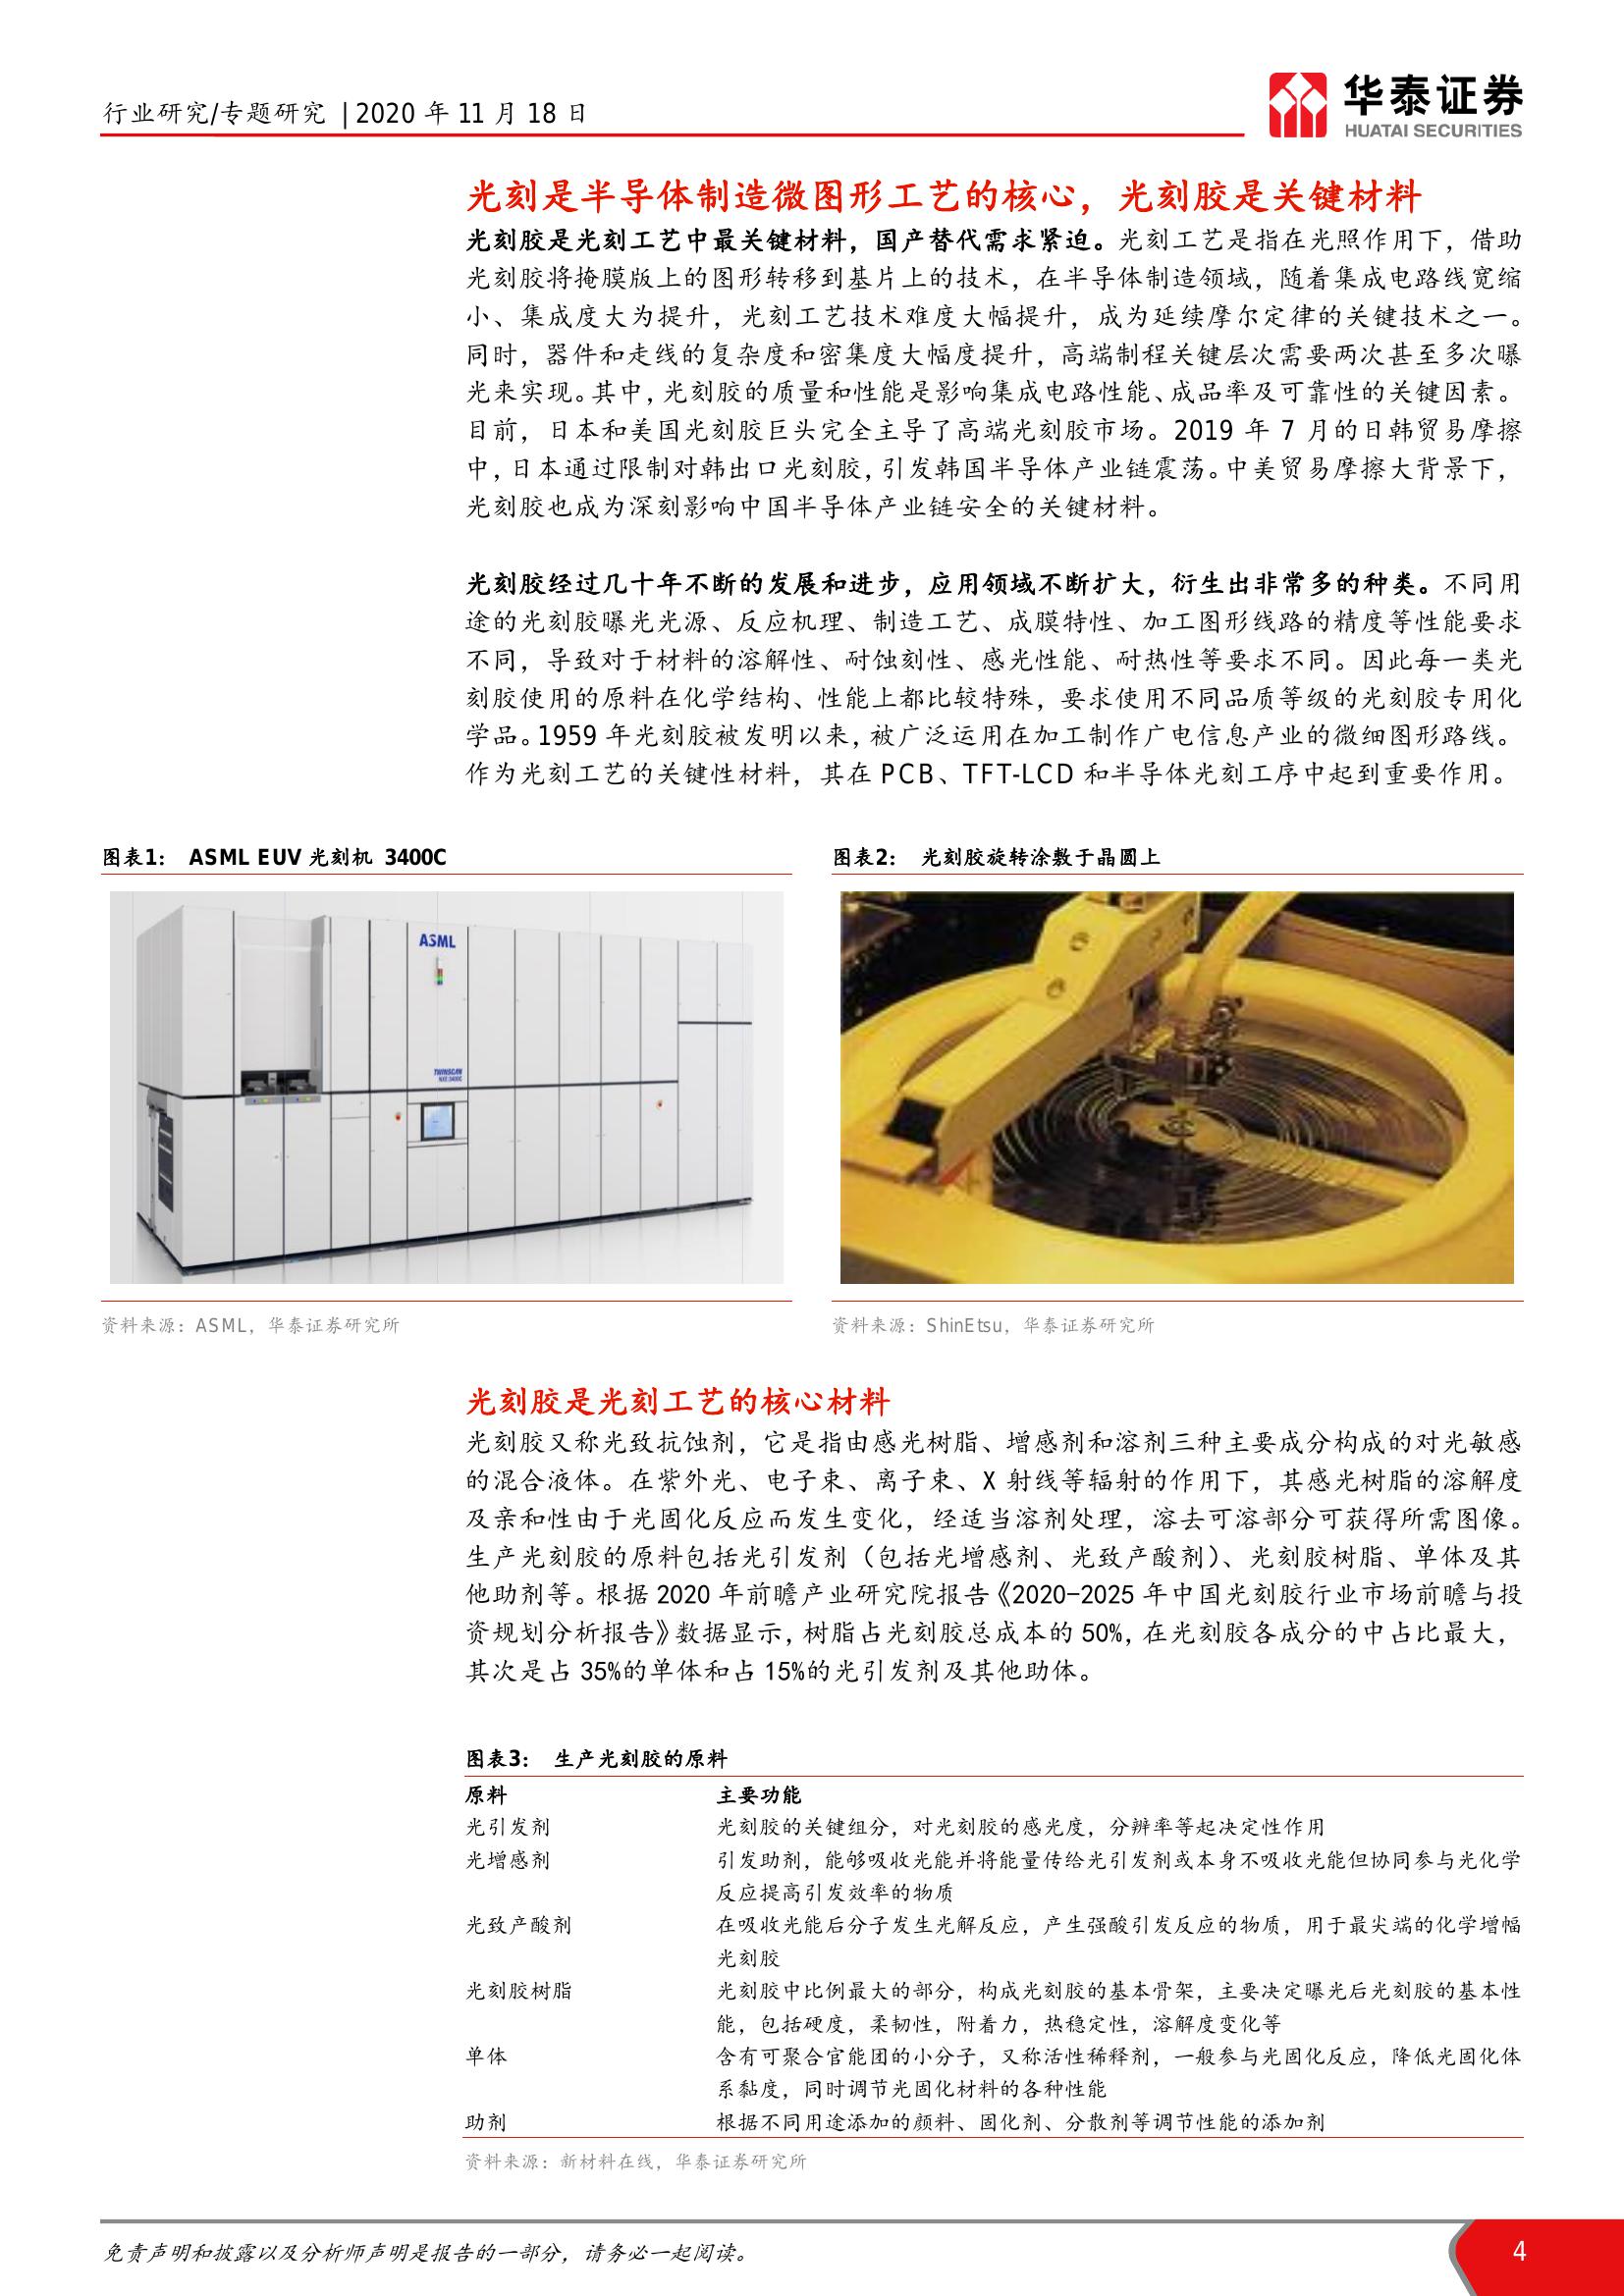 行业研究/专题研究 | 2020 年 11 月 18 日
华泰证券
HUATAI SECURITIES
光刻是半导体制造微图形工艺的核心，光刻胶是关键材料
光刻胶是光刻工艺中最关键材料，国产替代需求紧迫。光刻工艺是指在光照作用下，借助
光刻胶将掩膜版上的图形转移到基片上的技术，在半导体制造领域，随着集成电路线宽缩
小、集成度大为提升，光刻工艺技术难度大幅提升，成为延续摩尔定律的关键技术之一。
同时，器件和走线的复杂度和密集度大幅度提升，高端制程关键层次需要两次甚至多次曝
光来实现。其中，光刻胶的质量和性能是影响集成电路性能、成品率及可靠性的关键因素。
目前，日本和美国光刻胶巨头完全主导了高端光刻胶市场。2019 年 7 月的日韩贸易摩擦
中，日本通过限制对韩出口光刻胶，引发韩国半导体产业链震荡。中美贸易摩擦大背景下，
光刻胶也成为深刻影响中国半导体产业链安全的关键材料。
光刻胶经过几十年不断的发展和进步，应用领域不断扩大，衍生出非常多的种类。不同用
途的光刻胶曝光光源、反应机理、制造工艺、成膜特性、加工图形线路的精度等性能要求
不同，导致对于材料的溶解性、耐蚀刻性、感光性能、耐热性等要求不同。因此每一类光
刻胶使用的原料在化学结构、性能上都比较特殊，要求使用不同品质等级的光刻胶专用化
学品。1959 年光刻胶被发明以来，被广泛运用在加工制作广电信息产业的微细图形路线。
作为光刻工艺的关键性材料，其在 PCB、TFT-LCD 和半导体光刻工序中起到重要作用。
图表1： ASML EUV 光刻机 3400C
图表2： 光刻胶旋转涂敷于晶圆上
ASML
TWINSCAN
NXE:3400C
资料来源：ASML，华泰证券研究所
资料来源：ShinEtsu，华泰证券研究所
光刻胶是光刻工艺的核心材料
光刻胶又称光致抗蚀剂，它是指由感光树脂、增感剂和溶剂三种主要成分构成的对光敏感
的混合液体。在紫外光、电子束、离子束、X 射线等辐射的作用下，其感光树脂的溶解度
及亲和性由于光固化反应而发生变化，经适当溶剂处理，溶去可溶部分可获得所需图像。
生产光刻胶的原料包括光引发剂（包括光增感剂、光致产酸剂）、光刻胶树脂、单体及其
他助剂等。根据 2020 年前瞻产业研究院报告《2020-2025 年中国光刻胶行业市场前瞻与投
资规划分析报告》数据显示，树脂占光刻胶总成本的 50%，在光刻胶各成分的中占比最大，
其次是占 35%的单体和占 15%的光引发剂及其他助体。
图表3： 生产光刻胶的原料
原料 主要功能
光引发剂 光刻胶的关键组分，对光刻胶的感光度，分辨率等起决定性作用
光增感剂 引发助剂，能够吸收光能并将能量传给光引发剂或本身不吸收光能但协同参与光化学
反应提高引发效率的物质
光致产酸剂 在吸收光能后分子发生光解反应，产生强酸引发反应的物质，用于最尖端的化学增幅
光刻胶
光刻胶树脂 光刻胶中比例最大的部分，构成光刻胶的基本骨架，主要决定曝光后光刻胶的基本性
能，包括硬度，柔韧性，附着力，热稳定性，溶解度变化等
单体 含有可聚合官能团的小分子，又称活性稀释剂，一般参与光固化反应，降低光固化体
系黏度，同时调节光固化材料的各种性能
助剂 根据不同用途添加的颜料、固化剂、分散剂等调节性能的添加剂
资料来源：新材料在线，华泰证券研究所
免责声明和披露以及分析师声明是报告的一部分，请务必一起阅读。
4